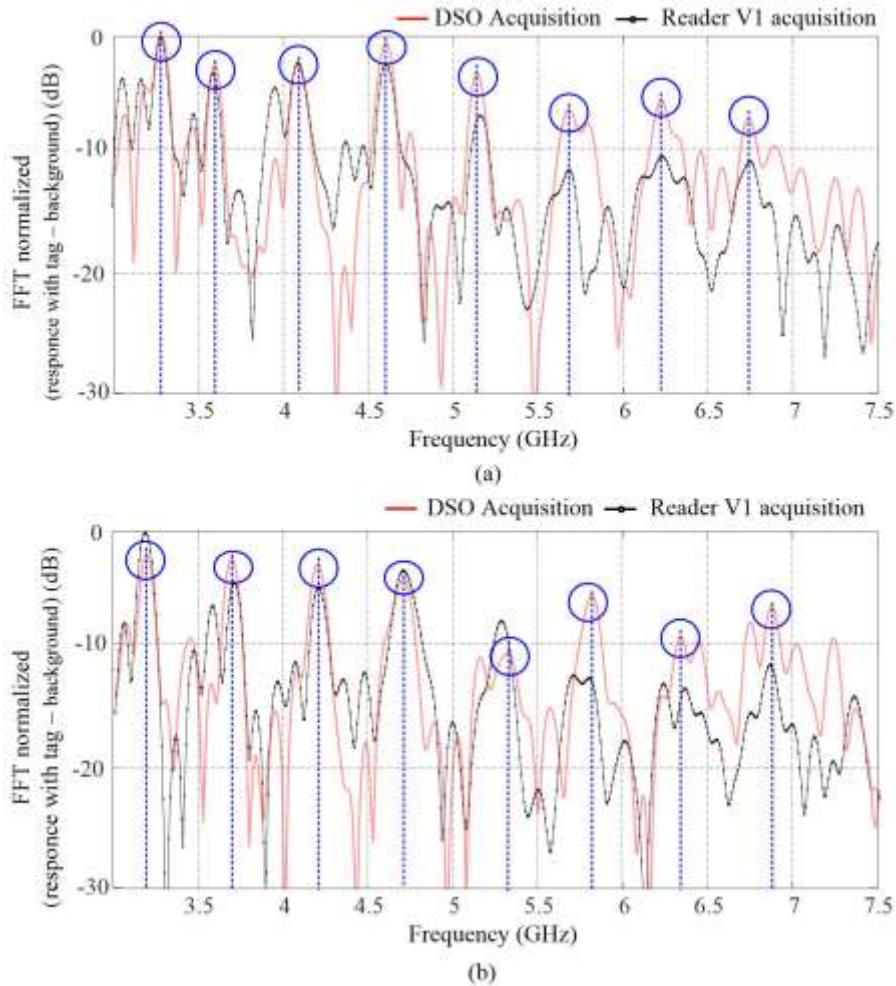 DSO Acquisition Reader V1 acquisition
FFT normalized
(responce with tag – background) (dB)
0
-10
-20
-30
3.5 4 4.5 5 5.5 6 6.5 7 7.5
Frequency (GHz)
(a)
DSO Acquisition Reader V1 acquisition
FFT normalized
(responce with tag – background) (dB)
0
-10
-20
-30
3.5 4 4.5 5 5.5 6 6.5 7 7.5
Frequency (GHz)
(b)